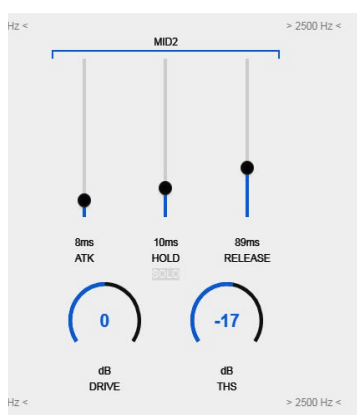 Hz <
> 2500 Hz <
MID2
8ms
10ms
89ms
ATK
HOLD
RELEASE
SOLO
0
-17
dB
dB
DRIVE
THS
Hz <
> 2500 Hz <